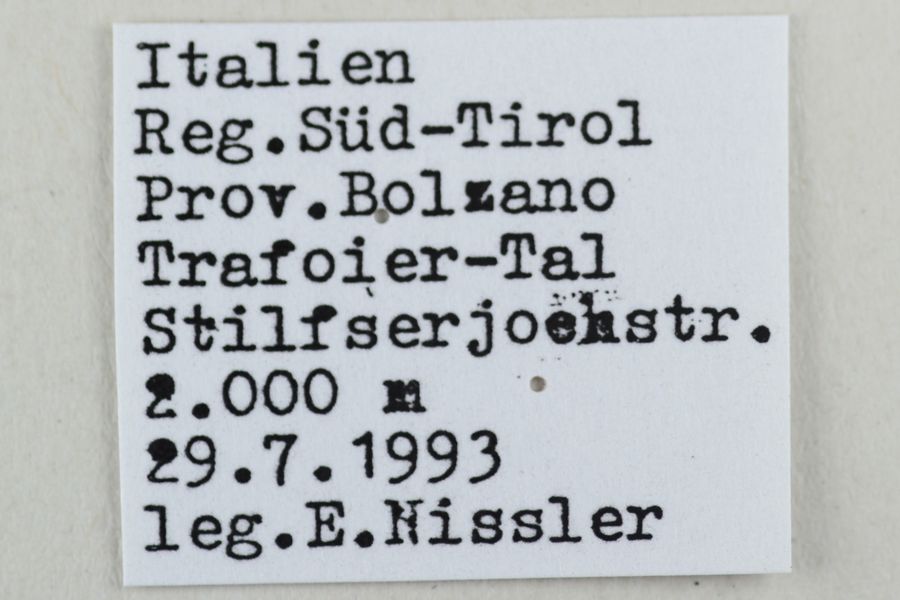 Italien
Reg.Süd-Tirol
Prov.Bolzano
Trafoier-Tal
Stilfserjochstr.
2.000 m
29.7.1993
leg.E.Nissler